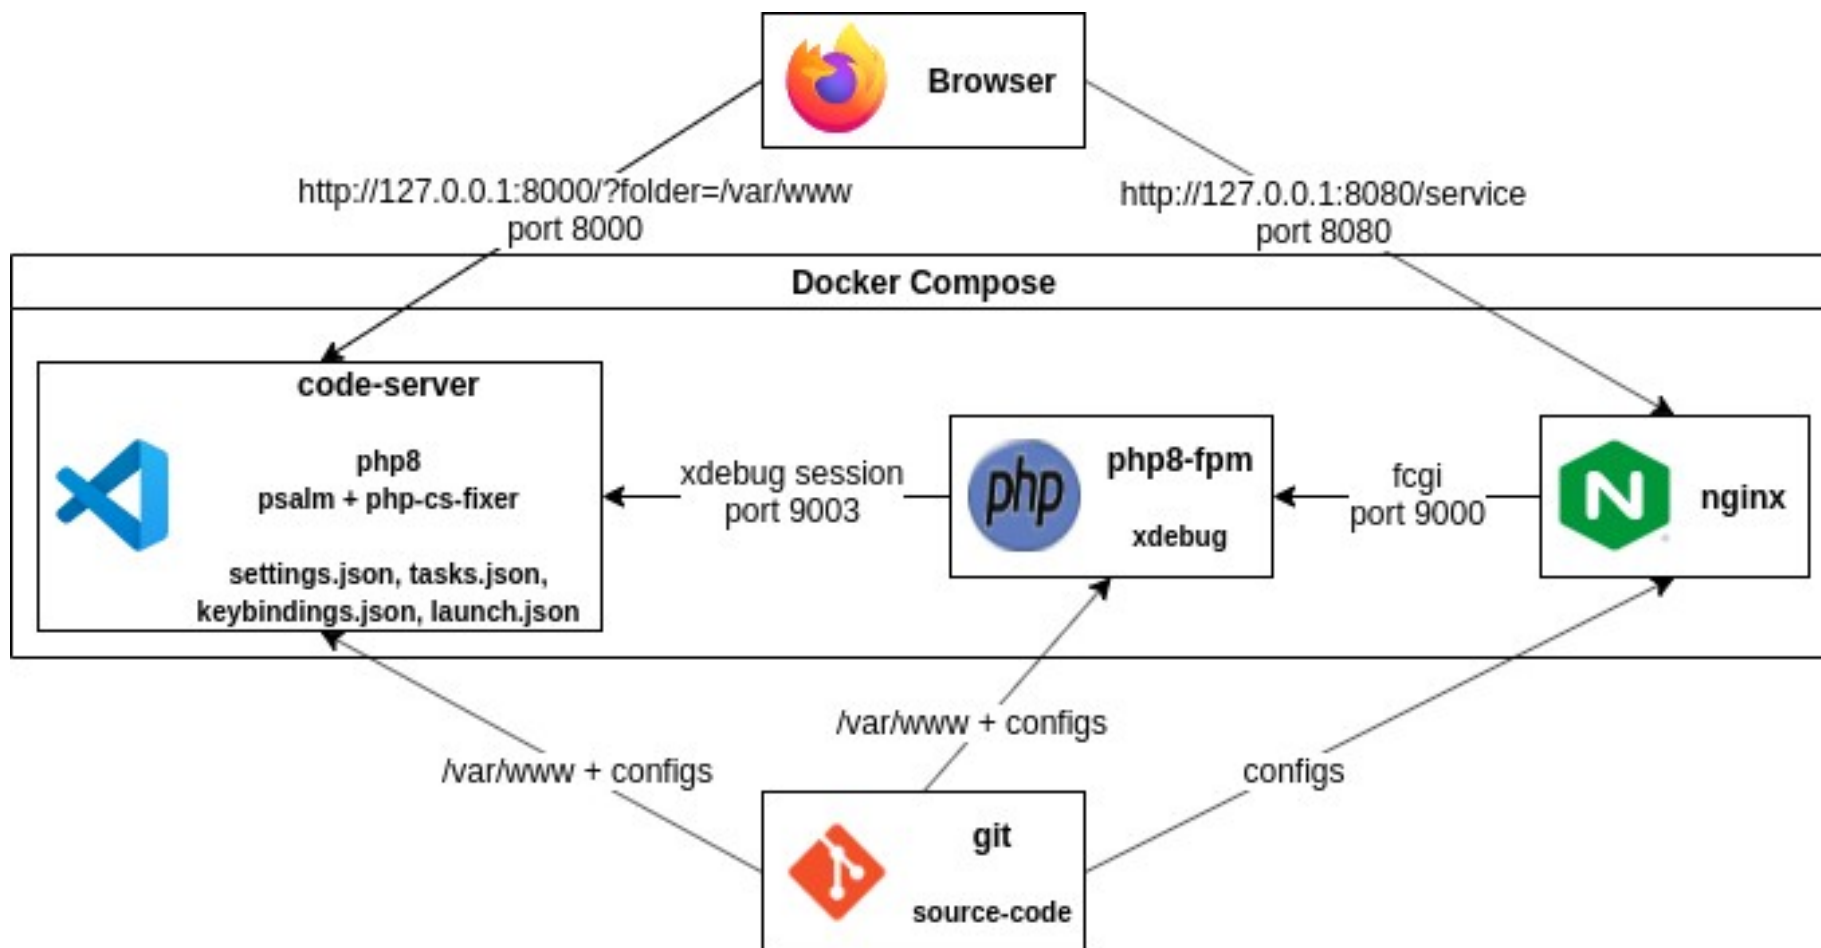 Browser
http://127.0.0.1:8000/?folder=/var/www
port 8000
http://127.0.0.1:8080/service
port 8080
Docker Compose
code-server
php8
psalm + php-cs-fixer
settings.json, tasks.json,
keybindings.json, launch.json
xdebug session
port 9003
php
php8-fpm
xdebug
fcgi
port 9000
N
nginx
/var/www + configs
/var/www + configs
configs
git
source-code